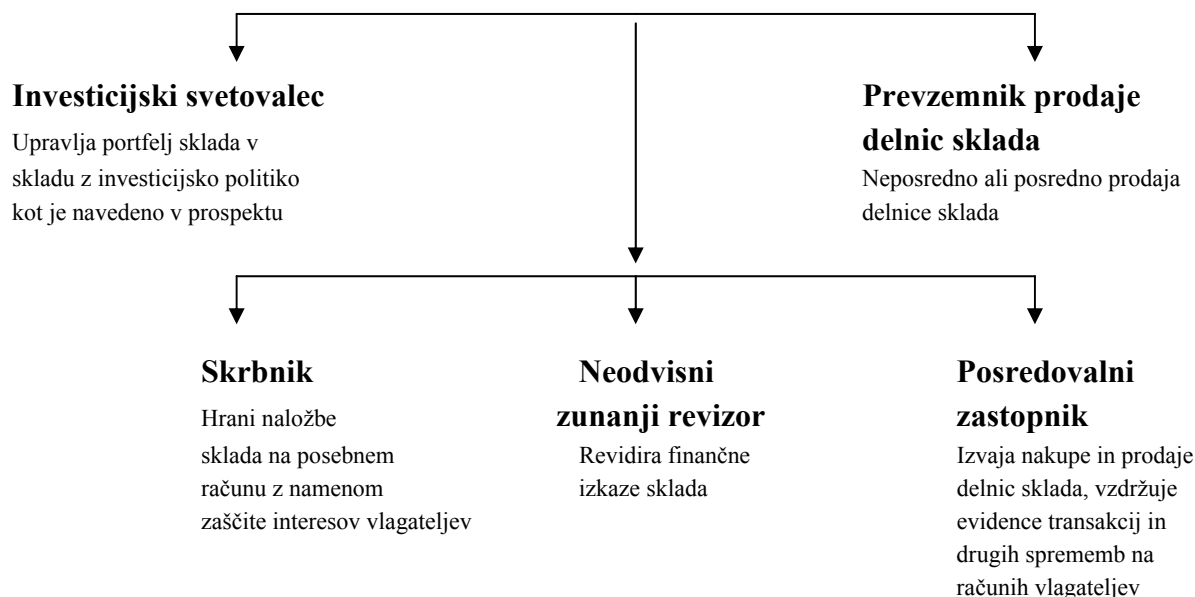 Investicijski svetovalec
Upravlja portfelj sklada v
skladu z investicijsko politiko
kot je navedeno v prospektu
Prevzemnik prodaje
delnic sklada
Neposredno ali posredno prodaja
delnice sklada
Skrbnik
Hrani naložbe
sklada na posebnem
računu z namenom
zaščite interesov vlagateljev
Neodvisni
zunanji revizor
Revidira finančne
izkaze sklada
Posredovalni
zastopnik
Izvaja nakupe in prodaje
delnic sklada, vzdržuje
evidence transakcij in
drugih sprememb na
računih vlagateljev